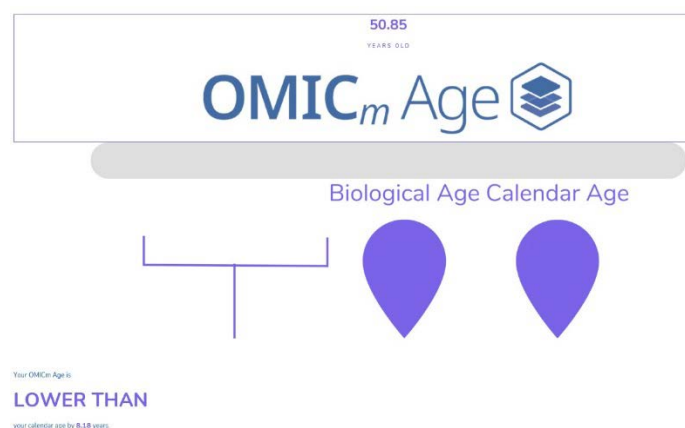 50.85
YEARS OLD
OMICm Age
Biological Age Calendar Age
Your OMICm Age is
LOWER THAN
your calendar age by 8.18 years.